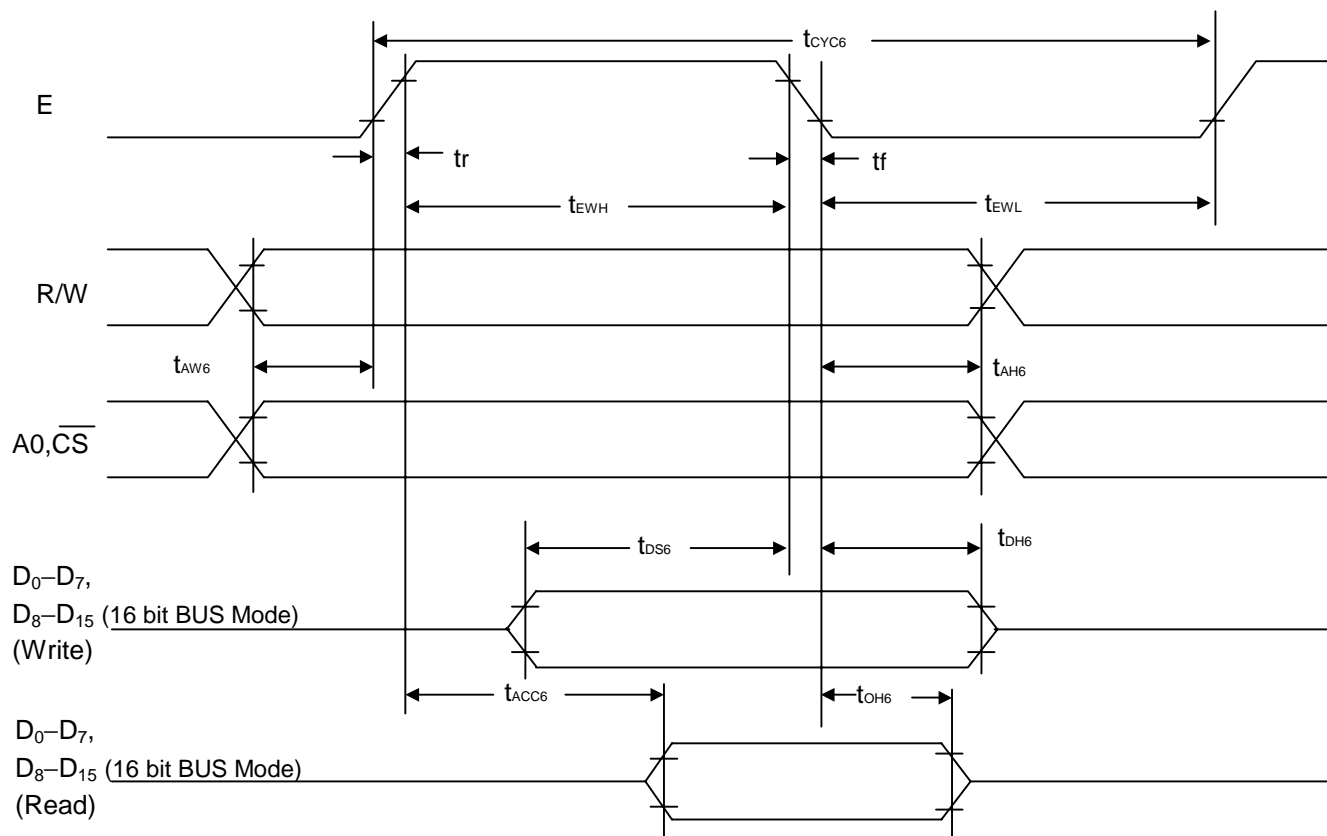 tCYC6
E
tr
tf
tEWH
tEWL
R/W
tAW6
tAH6
A0,C̅S̅
tDS6
tDH6
D₀–D₇,
D₈–D₁₅ (16 bit BUS Mode)
(Write)
tACC6
tOH6
D₀–D₇,
D₈–D₁₅ (16 bit BUS Mode)
(Read)